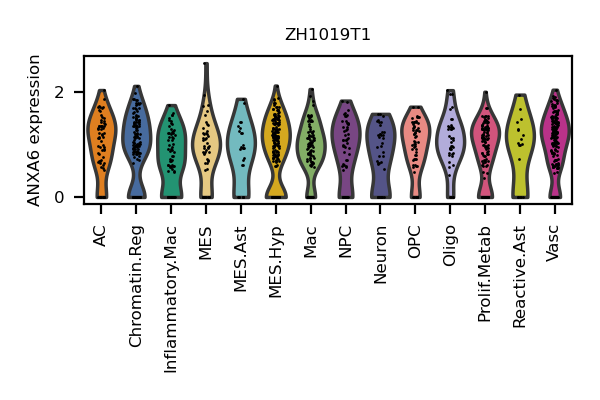 ZH1019T1
ANXA6 expression
2
0
AC
Chromatin.Reg
Inflammatory.Mac
MES
MES.Ast
MES.Hyp
Mac
NPC
Neuron
OPC
Oligo
Prolif.Metab
Reactive.Ast
Vasc